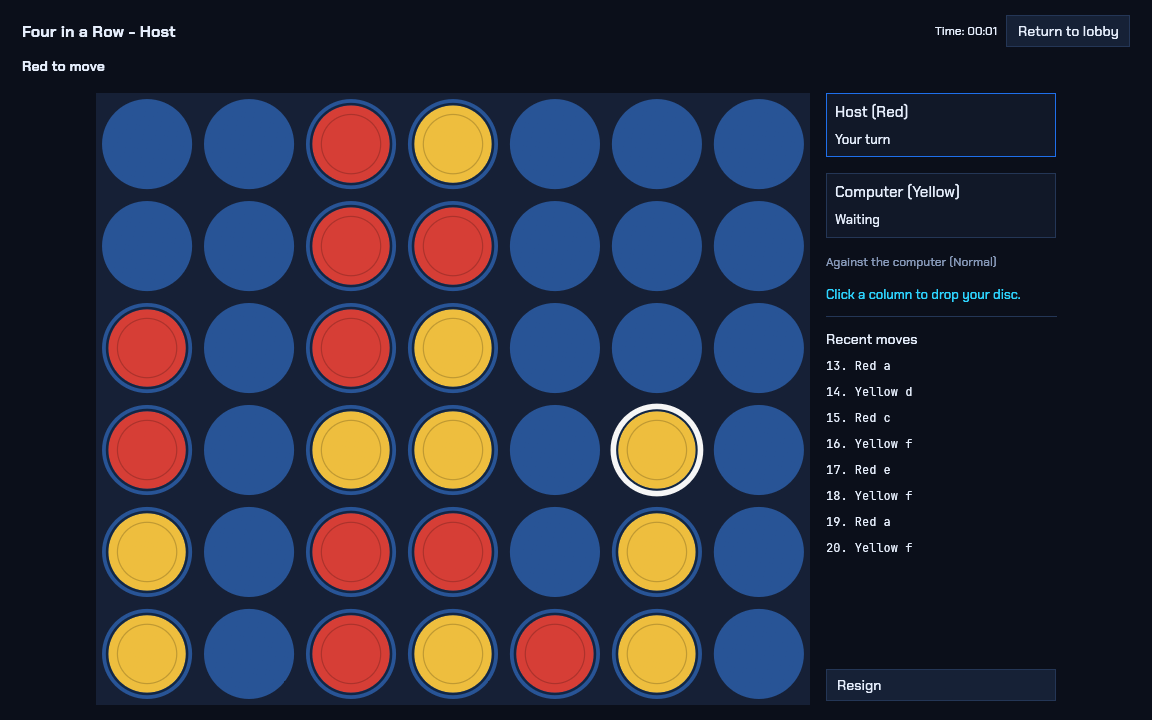 Four in a Row - Host
Time: 00:01
Return to lobby
Red to move
Host (Red)
Your turn
Computer (Yellow)
Waiting
Against the computer (Normal)
Click a column to drop your disc.
Recent moves
13. Red a
14. Yellow d
15. Red c
16. Yellow f
17. Red e
18. Yellow f
19. Red a
20. Yellow f
Resign